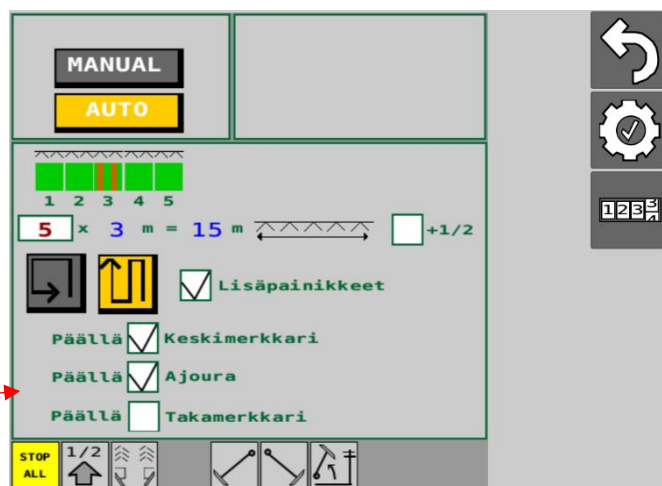 MANUAL
AUTO
1 2 3 4 5
5 x 3 m = 15 m +1/2
Lisäpainikkeet
Päällä Keskimerkkari
Päällä Ajoura
Päällä Takamerkkari
STOP ALL
1/2
123